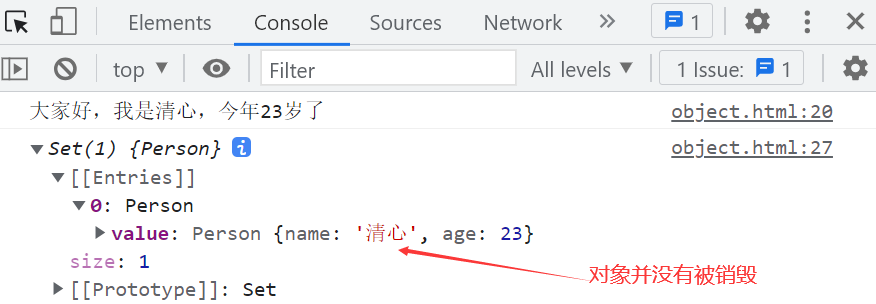 Elements Console Sources Network 1
top Filter All levels 1 Issue: 1
大家好，我是清心，今年23岁了 object.html:20
Set(1) {Person} i object.html:27
[[Entries]]
0: Person
value: Person {name: '清心', age: 23}
size: 1
对象并没有被销毁
[[Prototype]]: Set